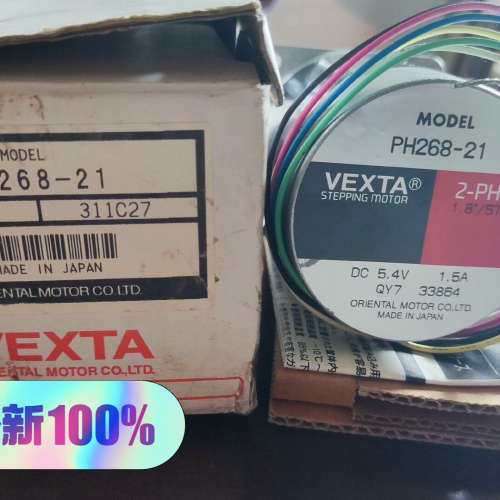 MODEL
268-21
311C27
MADE IN JAPAN
ORIENTAL MOTOR CO.,LTD.
VEXTA
ORIENTAL MOTOR CO.,LTD.
新100%
MODEL
PH268-21
VEXTA®
STEPPING MOTOR
2-PH
1.8°/ST
DC 5.4V 1.5A
QY7 33864
ORIENTAL MOTOR CO.,LTD.
MADE IN JAPAN